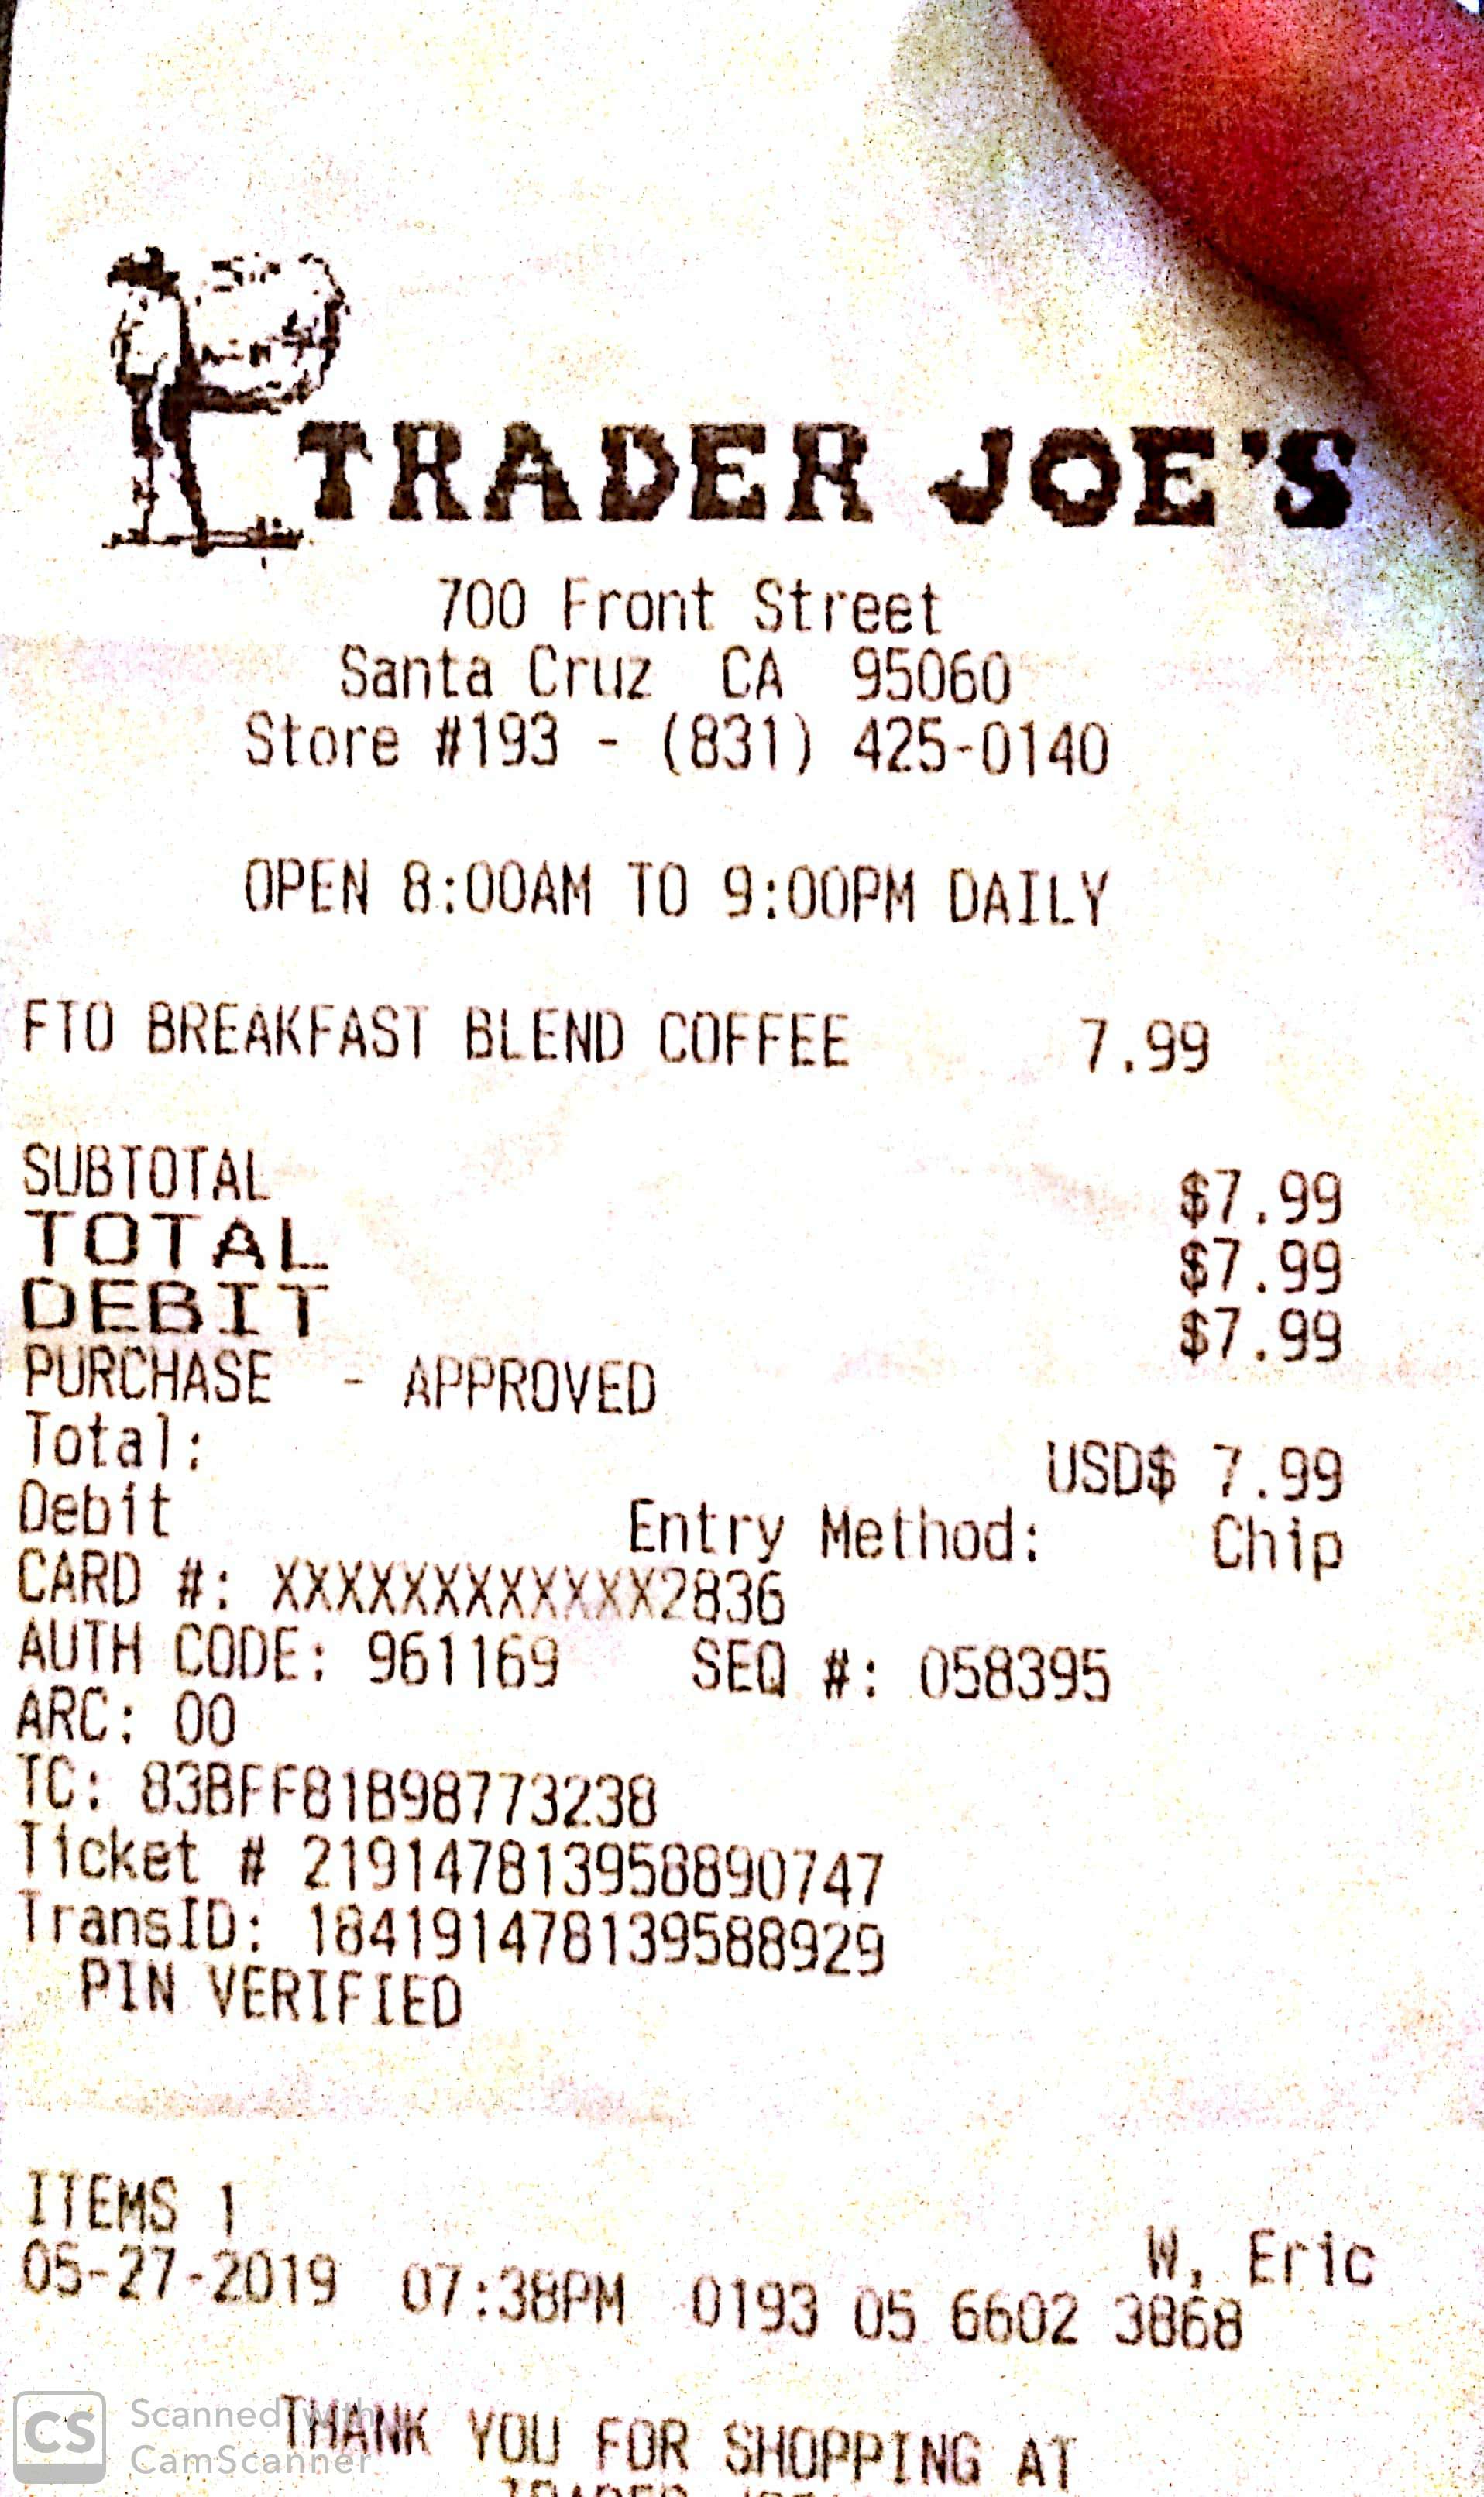 TRADER JOE'S
700 Front Street
Santa Cruz CA 95060
Store #193 - (831) 425-0140
OPEN 8:00AM TO 9:00PM DAILY
FTO BREAKFAST BLEND COFFEE 7.99
SUBTOTAL $7.99
TOTAL $7.99
DEBIT $7.99
PURCHASE - APPROVED
Total: USD$ 7.99
Debit Entry Method: Chip
CARD #: XXXXXXXXXXXX2836
AUTH CODE: 961169 SEQ #: 058395
ARC: 00
TC: 83BFF81B98773238
Ticket # 219147813958890747
TransID: 184191478139588929
PIN VERIFIED
ITEMS 1 W, Eric
05-27-2019 07:38PM 0193 05 6602 3868
THANK YOU FOR SHOPPING AT
CS Scanned with
CamScanner